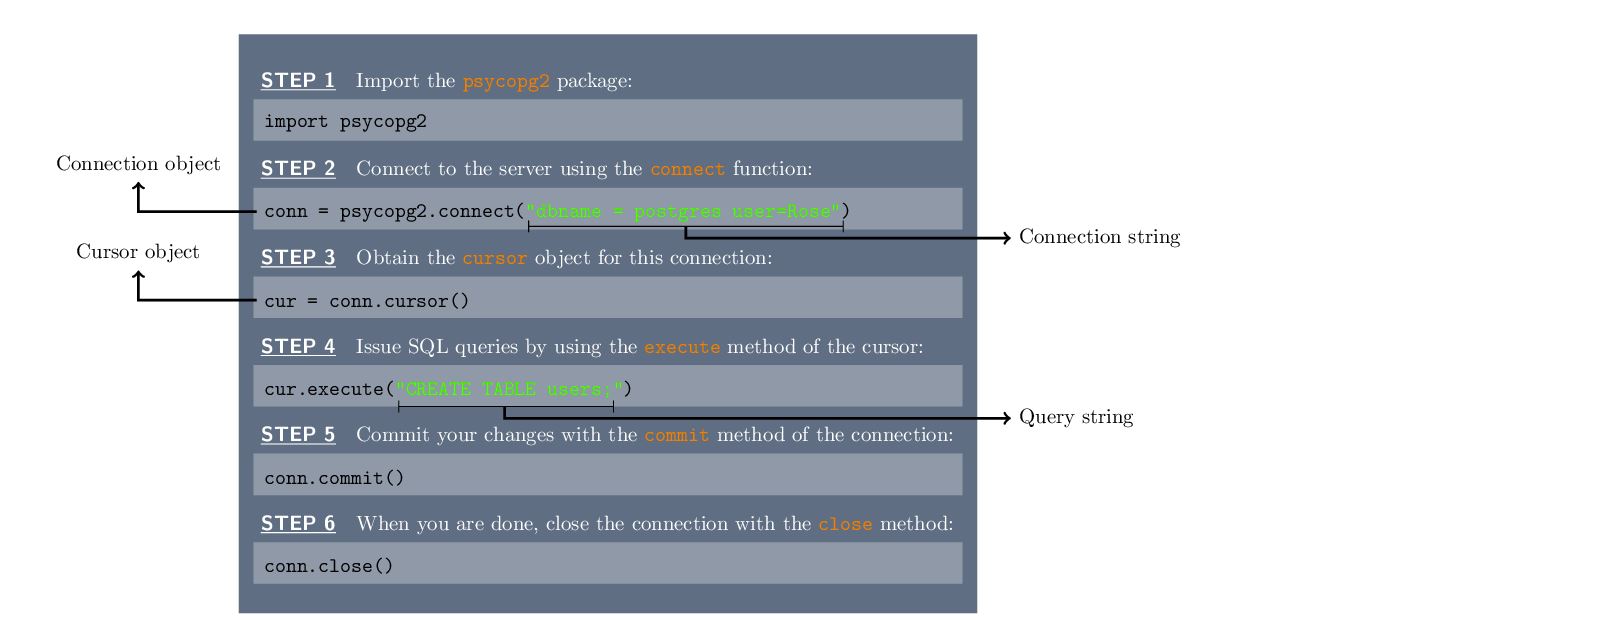 STEP 1 Import the psycopg2 package:
import psycopg2
Connection object
STEP 2 Connect to the server using the connect function:
conn = psycopg2.connect("dbname = postgres user=Rose")
Connection string
Cursor object
STEP 3 Obtain the cursor object for this connection:
cur = conn.cursor()
STEP 4 Issue SQL queries by using the execute method of the cursor:
cur.execute("CREATE TABLE users;")
Query string
STEP 5 Commit your changes with the commit method of the connection:
conn.commit()
STEP 6 When you are done, close the connection with the close method:
conn.close()